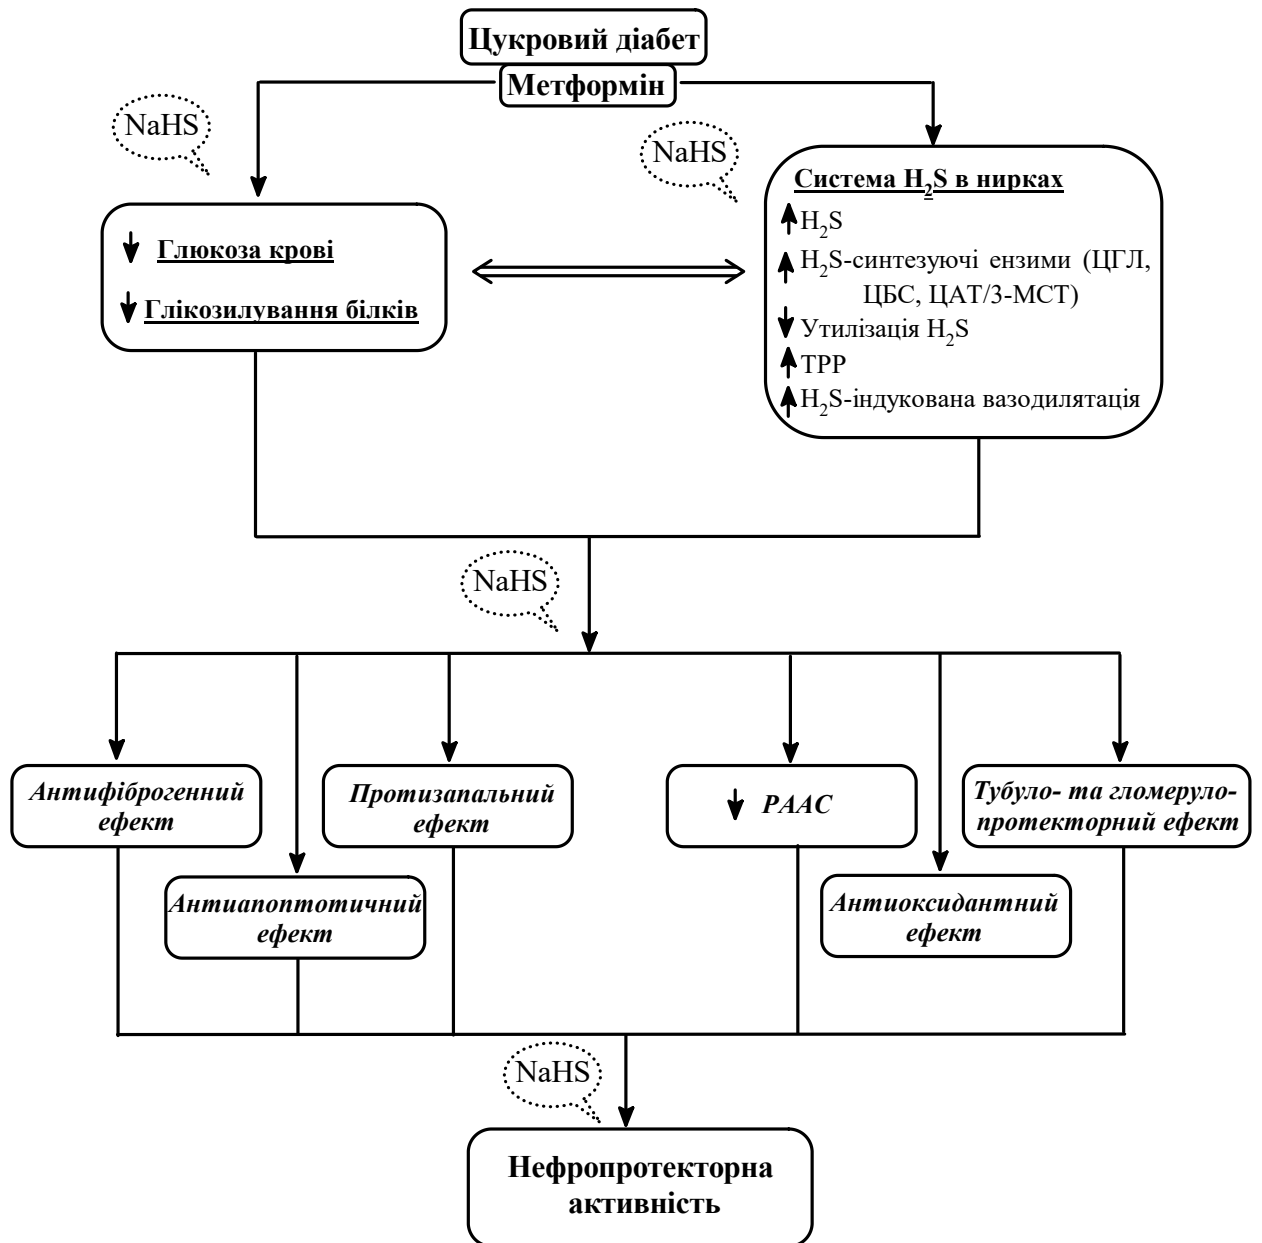 Цукровий діабет
Метформін
NaHS
NaHS
Глюкоза крові
Глікозилування білків
Система H₂S в нирках
H₂S
H₂S-синтезуючі ензими (ЦГЛ,
ЦБС, ЦАТ/3-МСТ)
Утилізація H₂S
ТРР
H₂S-індукована вазодилятація
NaHS
Антифіброгенний
ефект
Протизапальний
ефект
РААС
Тубуло- та гломеруло-
протекторний ефект
Антиапоптотичний
ефект
Антиоксидантний
ефект
NaHS
Нефропротекторна
активність